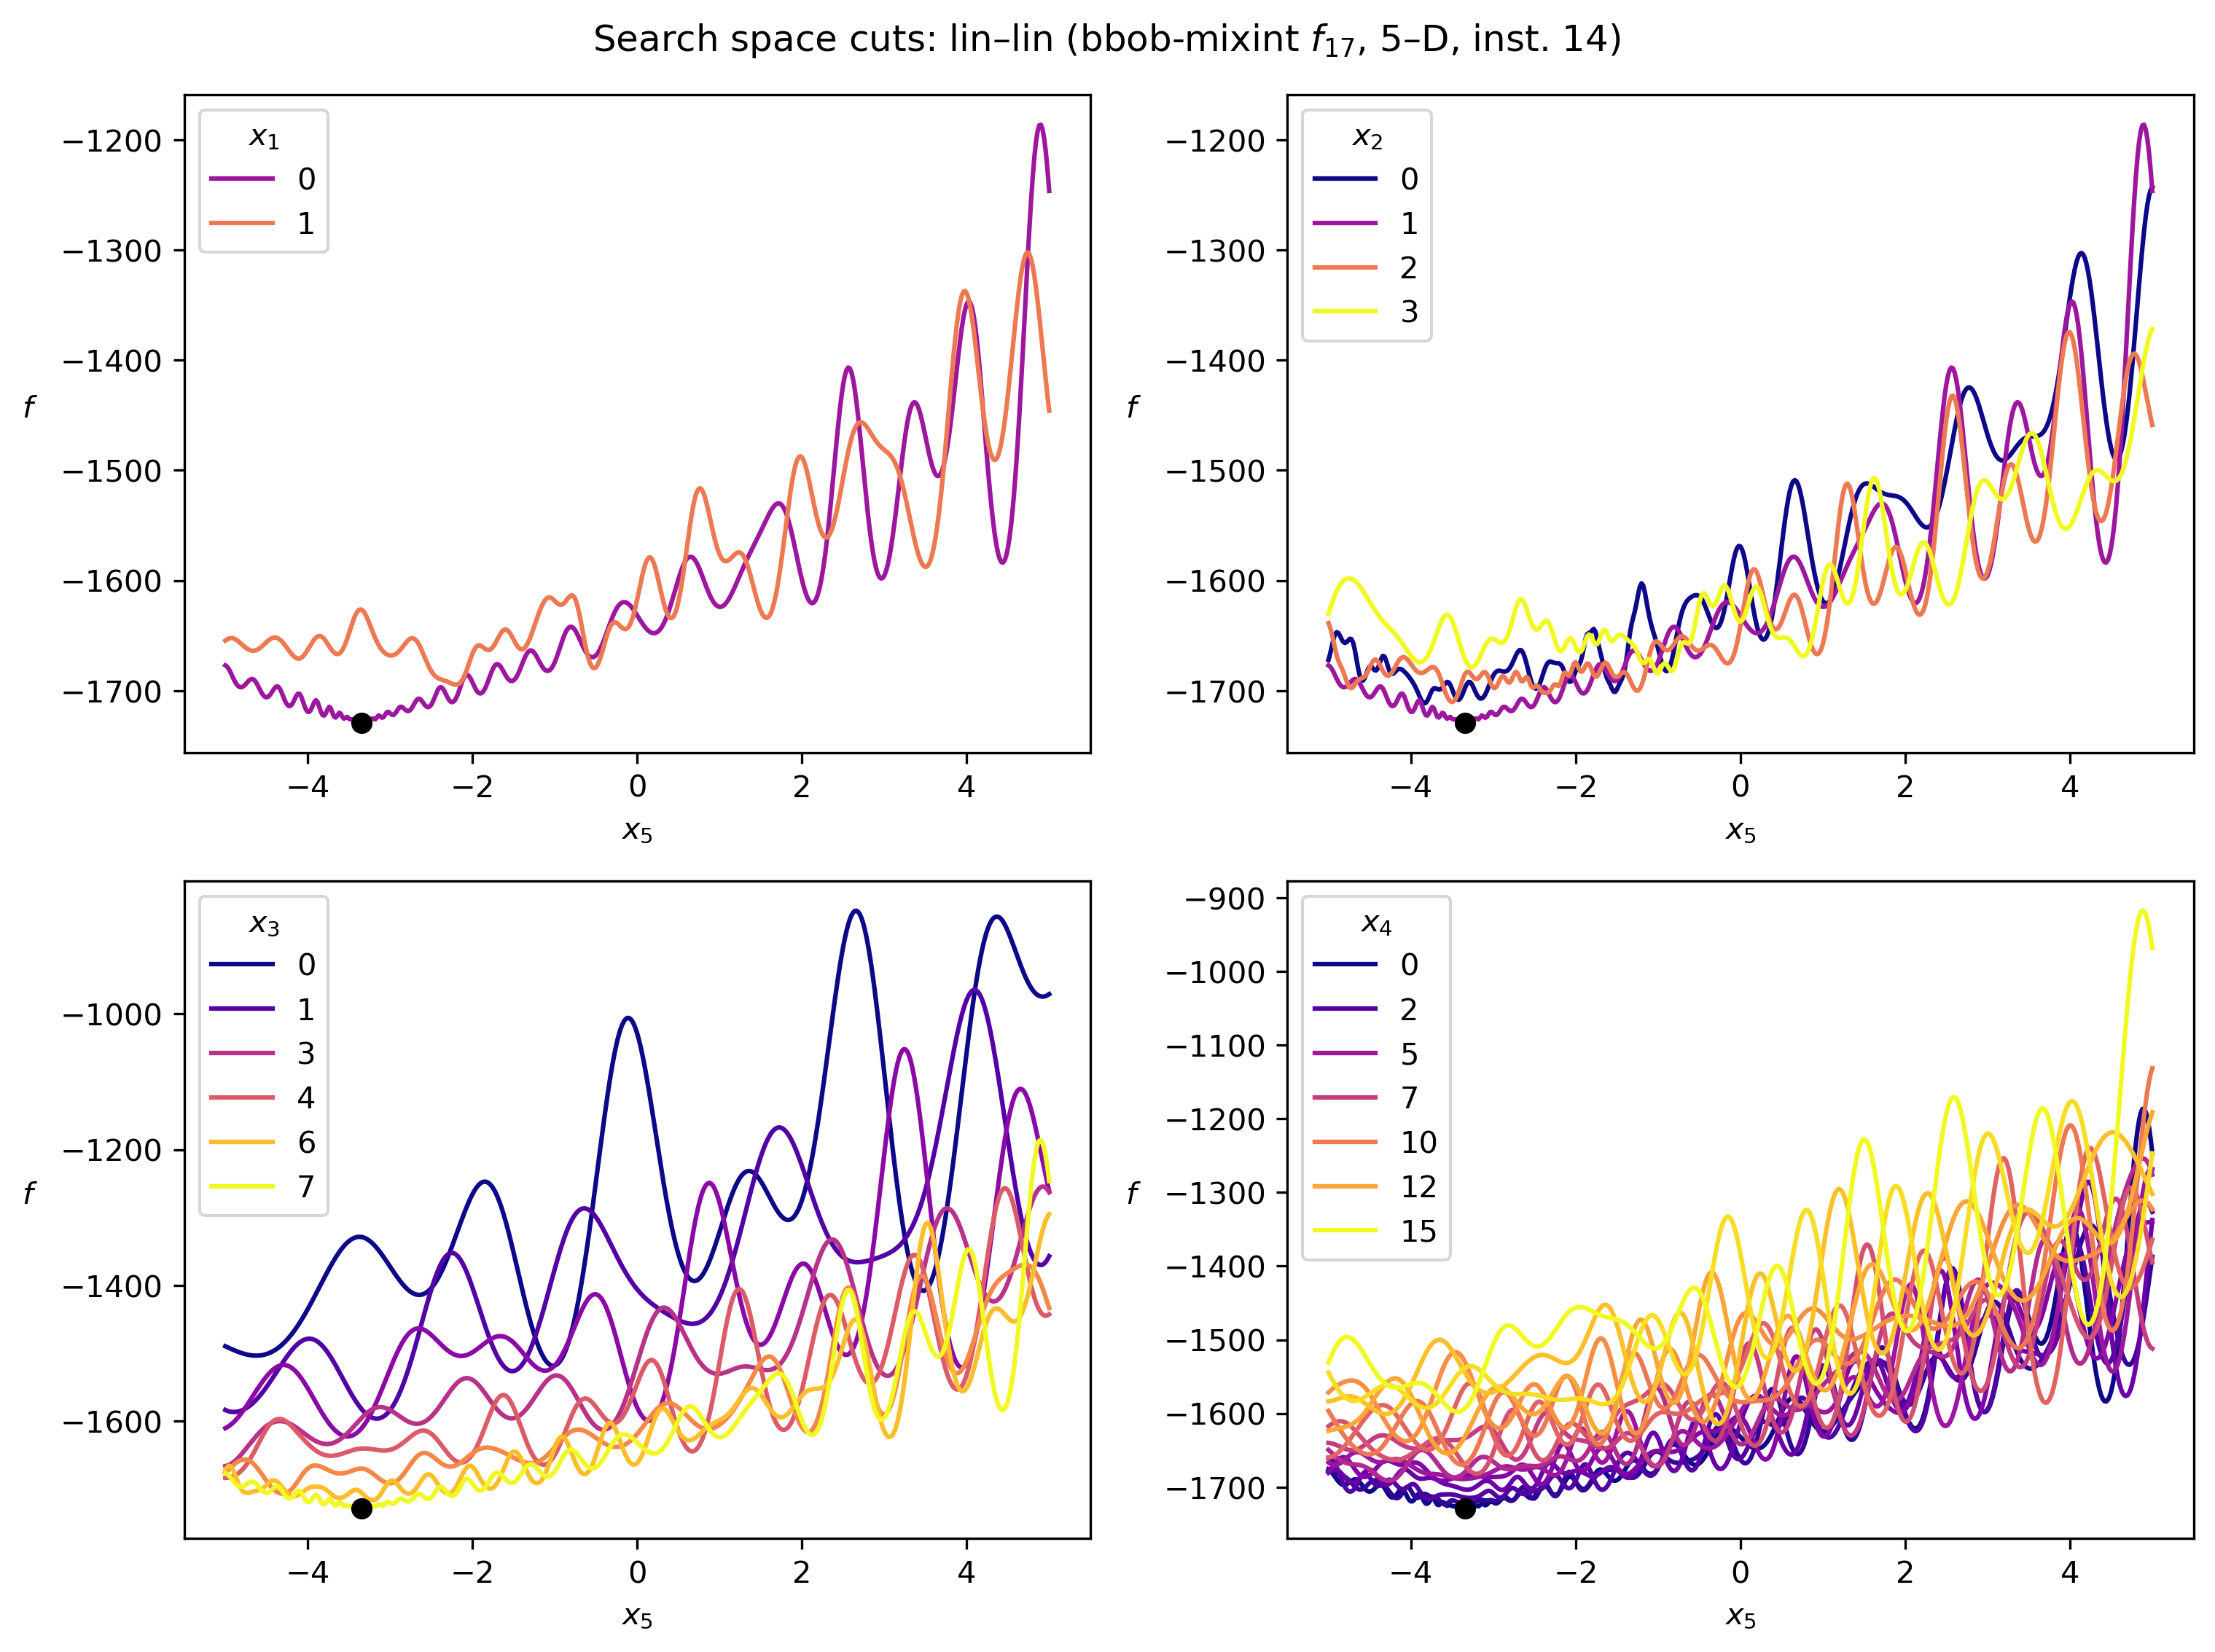 Search space cuts: lin–lin (bbob-mixint f₁₇, 5–D, inst. 14)
x₁
0
1
−1200
−1300
−1400
−1500
−1600
−1700
f
−4 −2 0 2 4
x₅
x₂
0
1
2
3
−1200
−1300
−1400
−1500
−1600
−1700
f
−4 −2 0 2 4
x₅
x₃
0
1
3
4
6
7
−1000
−1200
−1400
−1600
f
−4 −2 0 2 4
x₅
x₄
0
2
5
7
10
12
15
−900
−1000
−1100
−1200
−1300
−1400
−1500
−1600
−1700
f
−4 −2 0 2 4
x₅